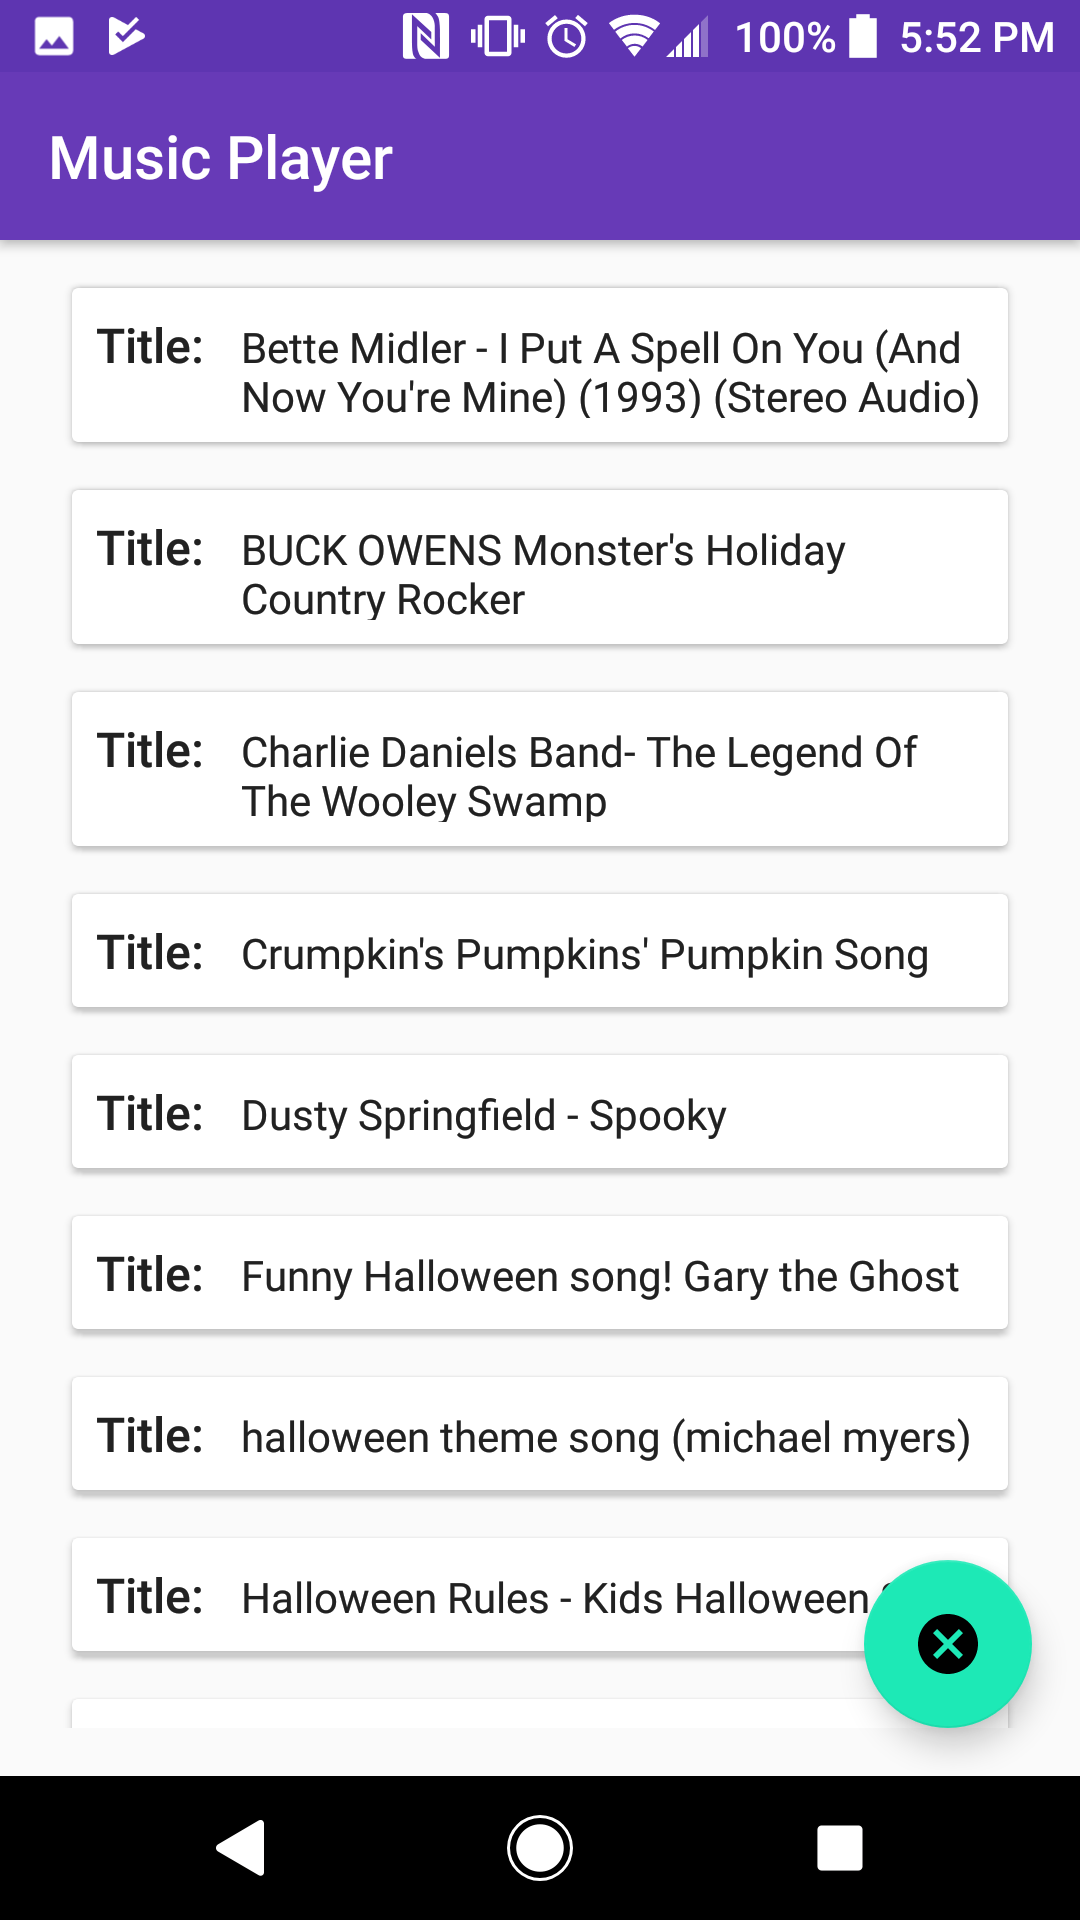 100% 5:52 PM
Music Player
Title: Bette Midler - I Put A Spell On You (And
Now You're Mine) (1993) (Stereo Audio)
Title: BUCK OWENS Monster's Holiday
Country Rocker
Title: Charlie Daniels Band- The Legend Of
The Wooley Swamp
Title: Crumpkin's Pumpkins' Pumpkin Song
Title: Dusty Springfield - Spooky
Title: Funny Halloween song! Gary the Ghost
Title: halloween theme song (michael myers)
Title: Halloween Rules - Kids Halloween